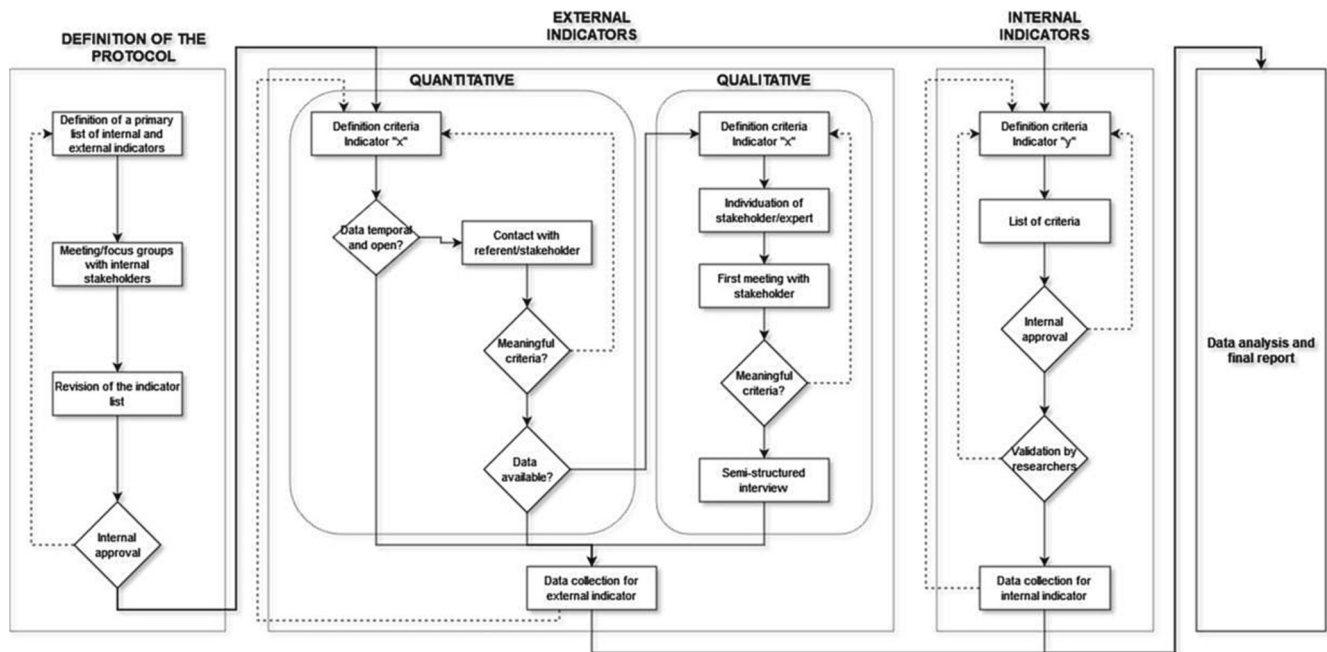 DEFINITION OF THE
PROTOCOL
Definition of a primary
list of internal and
external indicators
Meeting/focus groups
with internal
stakeholders
Revision of the indicator
list
Internal
approval
EXTERNAL
INDICATORS
QUANTITATIVE
Definition criteria
Indicator "x"
Data temporal
and open?
Contact with
referent/stakeholder
Meaningful
criteria?
Data
available?
QUALITATIVE
Definition criteria
Indicator "x"
Individuation of
stakeholder/expert
First meeting with
stakeholder
Meaningful
criteria?
Semi-structured
interview
Data collection for
external indicator
INTERNAL
INDICATORS
Definition criteria
Indicator "y"
List of criteria
Internal
approval
Validation by
researchers
Data collection for
internal indicator
Data analysis and
final report